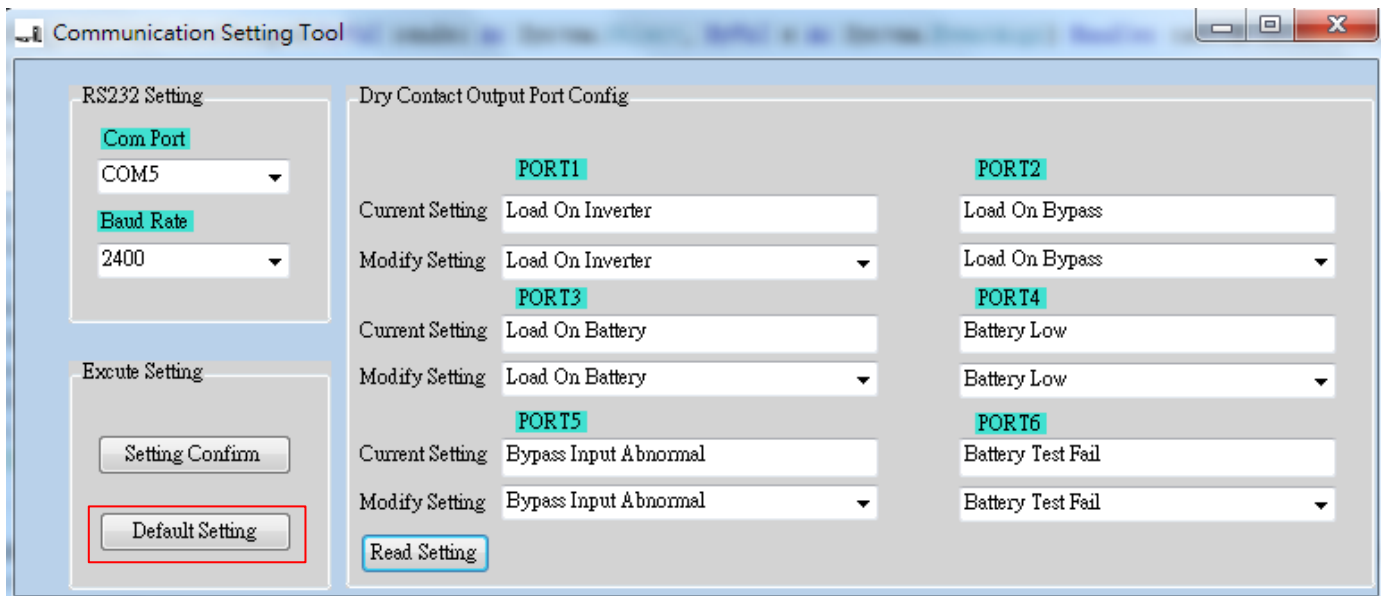 Communication Setting Tool
RS232 Setting
Com Port
COM5
Baud Rate
2400
Excute Setting
Setting Confirm
Default Setting
Dry Contact Output Port Config
PORT1 PORT2
Current Setting Load On Inverter Load On Bypass
Modify Setting Load On Inverter Load On Bypass
PORT3 PORT4
Current Setting Load On Battery Battery Low
Modify Setting Load On Battery Battery Low
PORT5 PORT6
Current Setting Bypass Input Abnormal Battery Test Fail
Modify Setting Bypass Input Abnormal Battery Test Fail
Read Setting